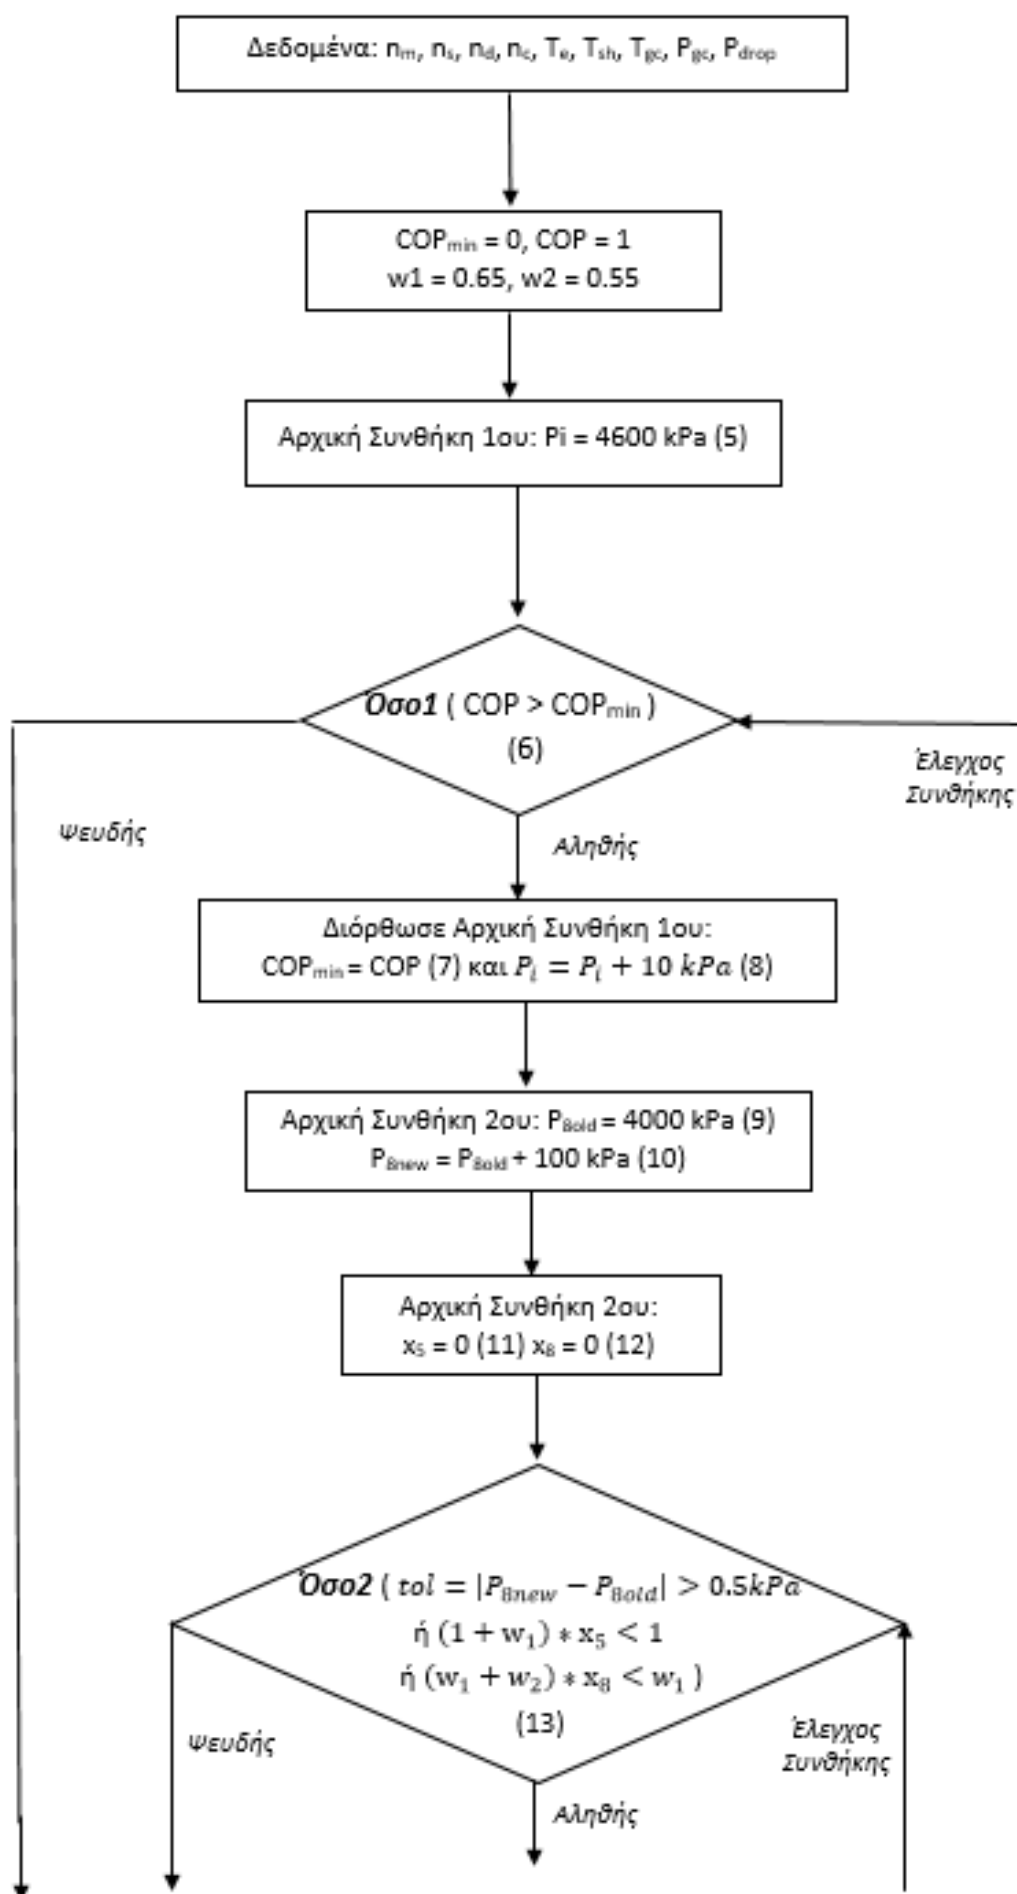 Δεδομένα: nm, ns, nd, nc, Te, Tsh, Tgc, Pgc, Pdrop
COPmin = 0, COP = 1
w1 = 0.65, w2 = 0.55
Αρχική Συνθήκη 1ου: Pi = 4600 kPa (5)
Όσο1 ( COP > COPmin )
(6)
Έλεγχος
Συνθήκης
Ψευδής
Αληθής
Διόρθωσε Αρχική Συνθήκη 1ου:
COPmin = COP (7) και Pi = Pi + 10 kPa (8)
Αρχική Συνθήκη 2ου: P8old = 4000 kPa (9)
P8new = P8old + 100 kPa (10)
Αρχική Συνθήκη 2ου:
x5 = 0 (11) x8 = 0 (12)
Όσο2 ( tol = |P8new − P8old| > 0.5kPa
ή (1 + w1) ∗ x5 < 1
ή (w1 + w2) ∗ x8 < w1 )
(13)
Ψευδής
Έλεγχος
Συνθήκης
Αληθής